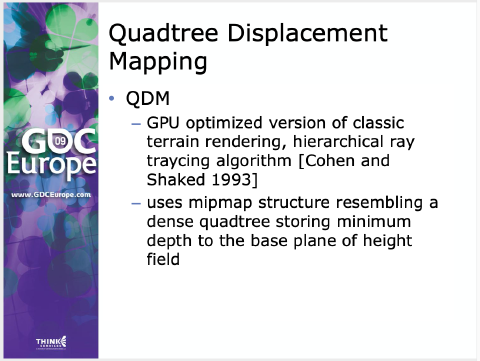 Quadtree Displacement
Mapping
• QDM
– GPU optimized version of classic
terrain rendering, hierarchical ray
traycing algorithm [Cohen and
Shaked 1993]
– uses mipmap structure resembling a
dense quadtree storing minimum
depth to the base plane of height
field
GDC
09
Europe
www.GDCEurope.com
THINK
SERVICES